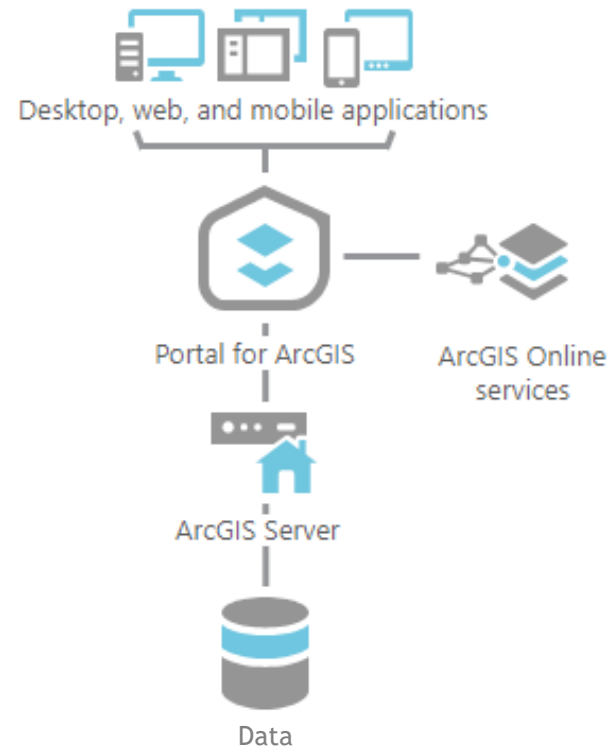 Desktop, web, and mobile applications
Portal for ArcGIS
ArcGIS Online
services
ArcGIS Server
Data